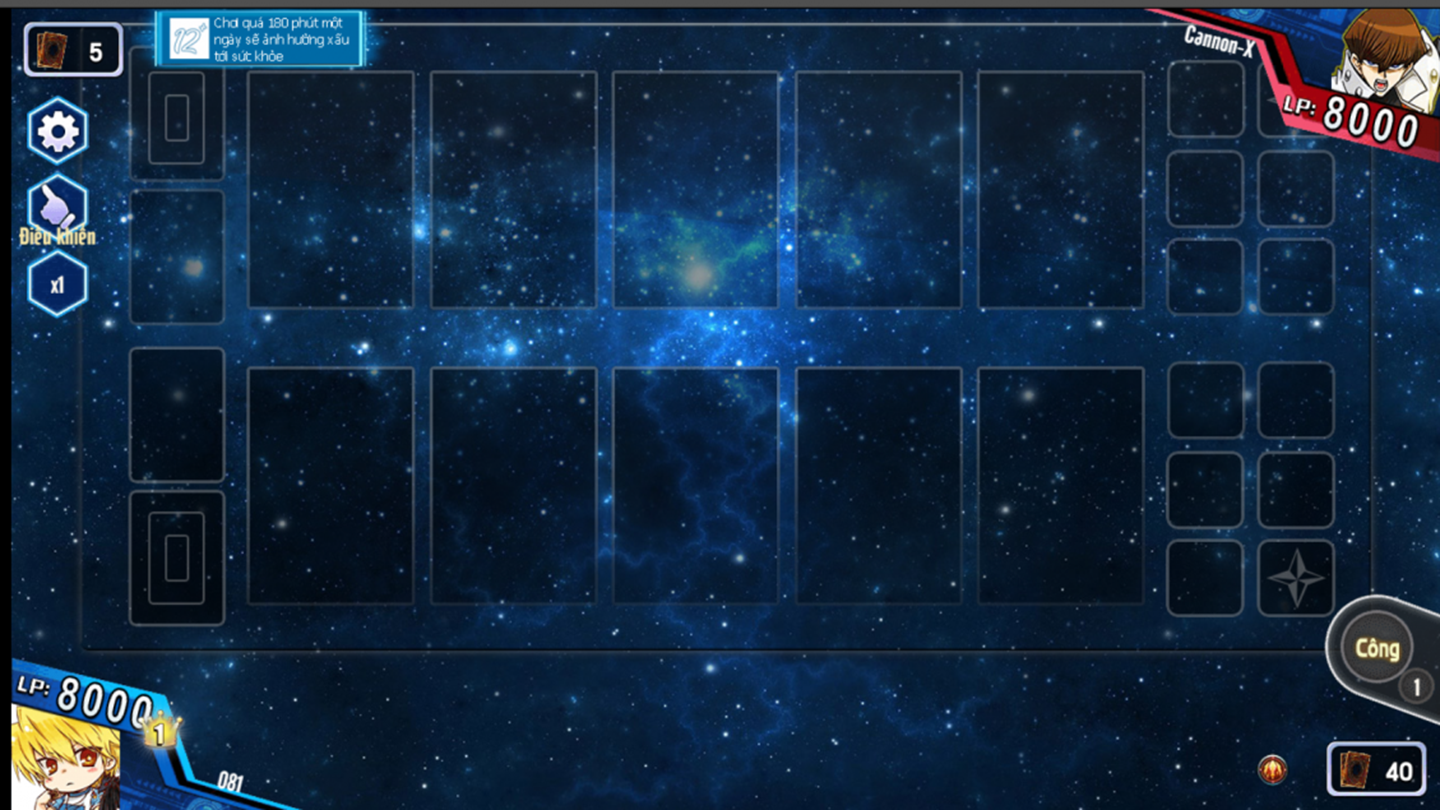 5
12+
Chơi quá 180 phút một
ngày sẽ ảnh hưởng xấu
tới sức khỏe
Cannon-X
LP: 8000
Điều khiển
x1
Công
1
LP: 8000
1
081
40